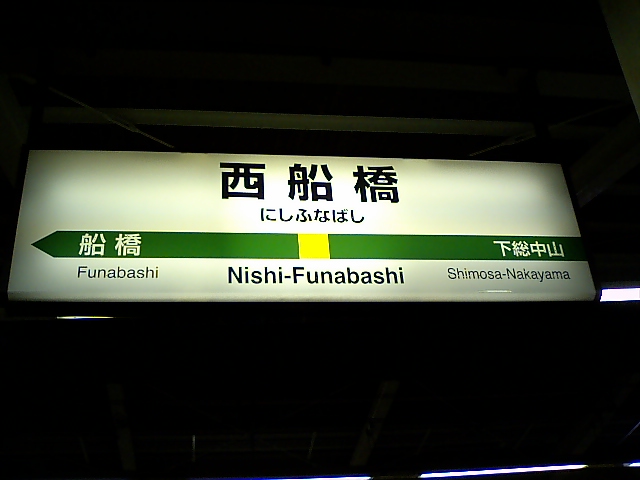 西船橋
にしふなばし
船橋 下総中山
Funabashi Nishi-Funabashi Shimosa-Nakayama